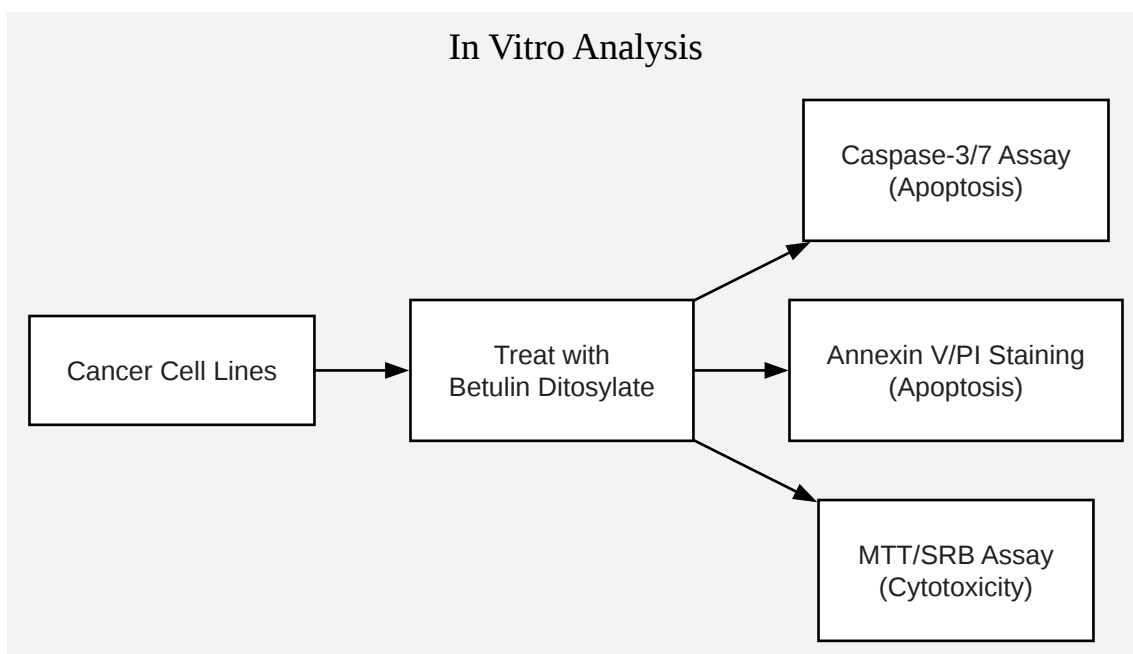 In Vitro Analysis
Cancer Cell Lines
Treat with
Betulin Ditosylate
Caspase-3/7 Assay
(Apoptosis)
Annexin V/PI Staining
(Apoptosis)
MTT/SRB Assay
(Cytotoxicity)